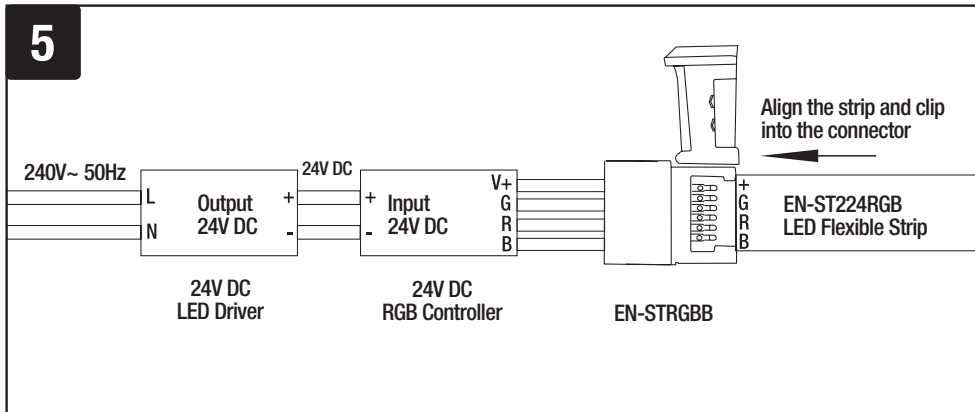 5
Align the strip and clip
into the connector
240V~ 50Hz
24V DC
L
N
Output
24V DC
+
-
+
-
Input
24V DC
V+
G
R
B
+
G
R
B
EN-ST224RGB
LED Flexible Strip
24V DC
LED Driver
24V DC
RGB Controller
EN-STRGBB